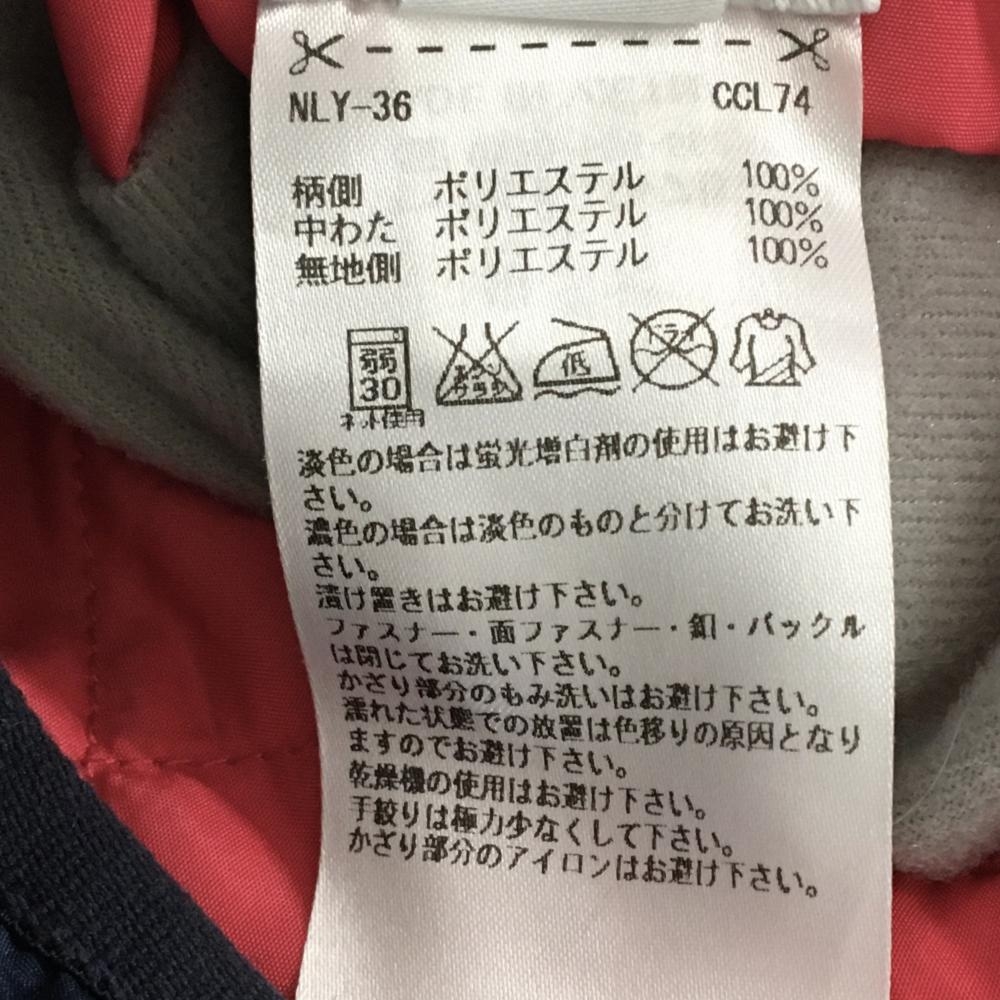 NLY-36 CCL74
柄側 ポリエステル 100%
中わた ポリエステル 100%
無地側 ポリエステル 100%
弱
30
ネット使用
エンソ
サラシ
低
ドライ
淡色の場合は蛍光増白剤の使用はお避け下
さい。
濃色の場合は淡色のものと分けてお洗い下
さい。
漬け置きはお避け下さい。
ファスナー・面ファスナー・釦・バックル
は閉じてお洗い下さい。
かざり部分のもみ洗いはお避け下さい。
濡れた状態での放置は色移りの原因となり
ますのでお避け下さい。
乾燥機の使用はお避け下さい。
手絞りは極力少なくして下さい。
かざり部分のアイロンはお避け下さい。